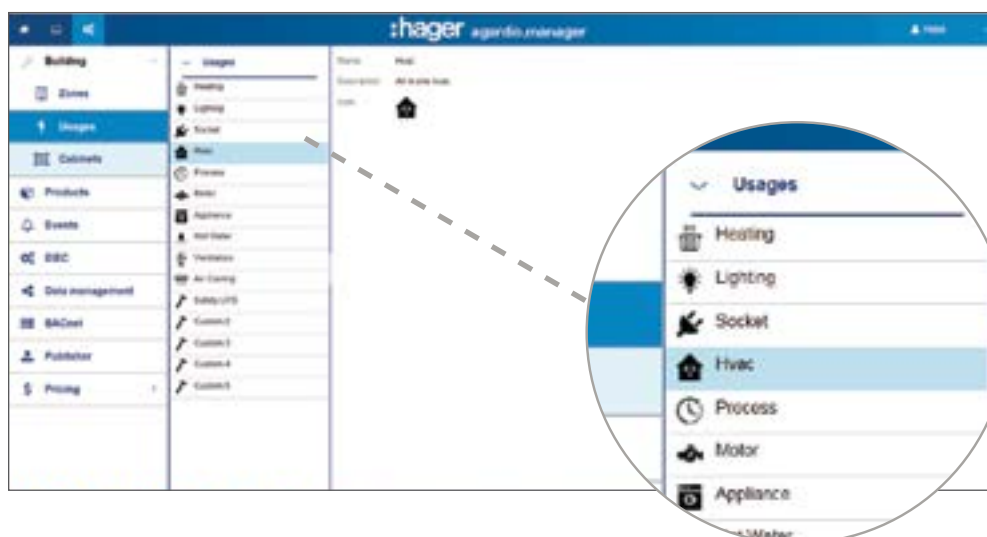 :hager agardio.manager
Building
Zones
Usages
Cabinets
Products
Events
EEC
Data management
BACnet
Publisher
Pricing
Usages
Heating
Lighting
Socket
Hvac
Process
Motor
Appliance
Hot Water
Ventilation
Air Curing
Safety UPS
Custom 2
Custom 3
Custom 4
Custom 5
Name Hvac
Description
Icon
Usages
Heating
Lighting
Socket
Hvac
Process
Motor
Appliance